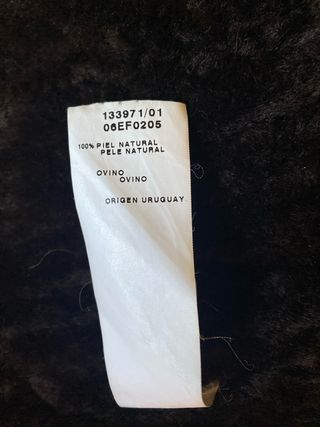 133971/01
06EF0205
100% PIEL NATURAL
PELE NATURAL
OVINO
OVINO
ORIGEN URUGUAY